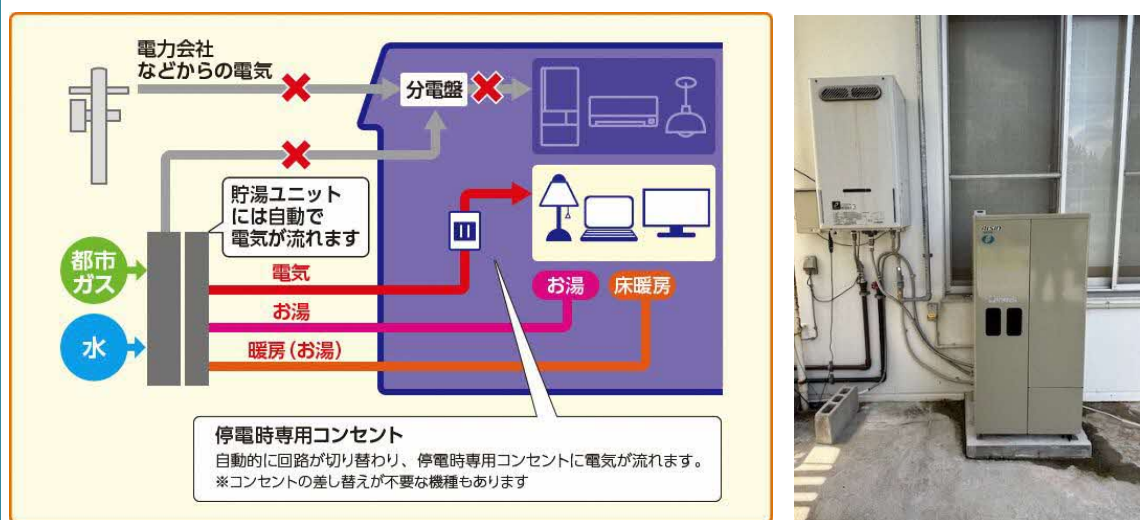 電力会社
などからの電気
分電盤
貯湯ユニット
には自動で
電気が流れます
都市
ガス
水
電気
お湯
暖房（お湯）
お湯
床暖房
停電時専用コンセント
自動的に回路が切り替わり、停電時専用コンセントに電気が流れます。
※コンセントの差し替えが不要な機種もあります